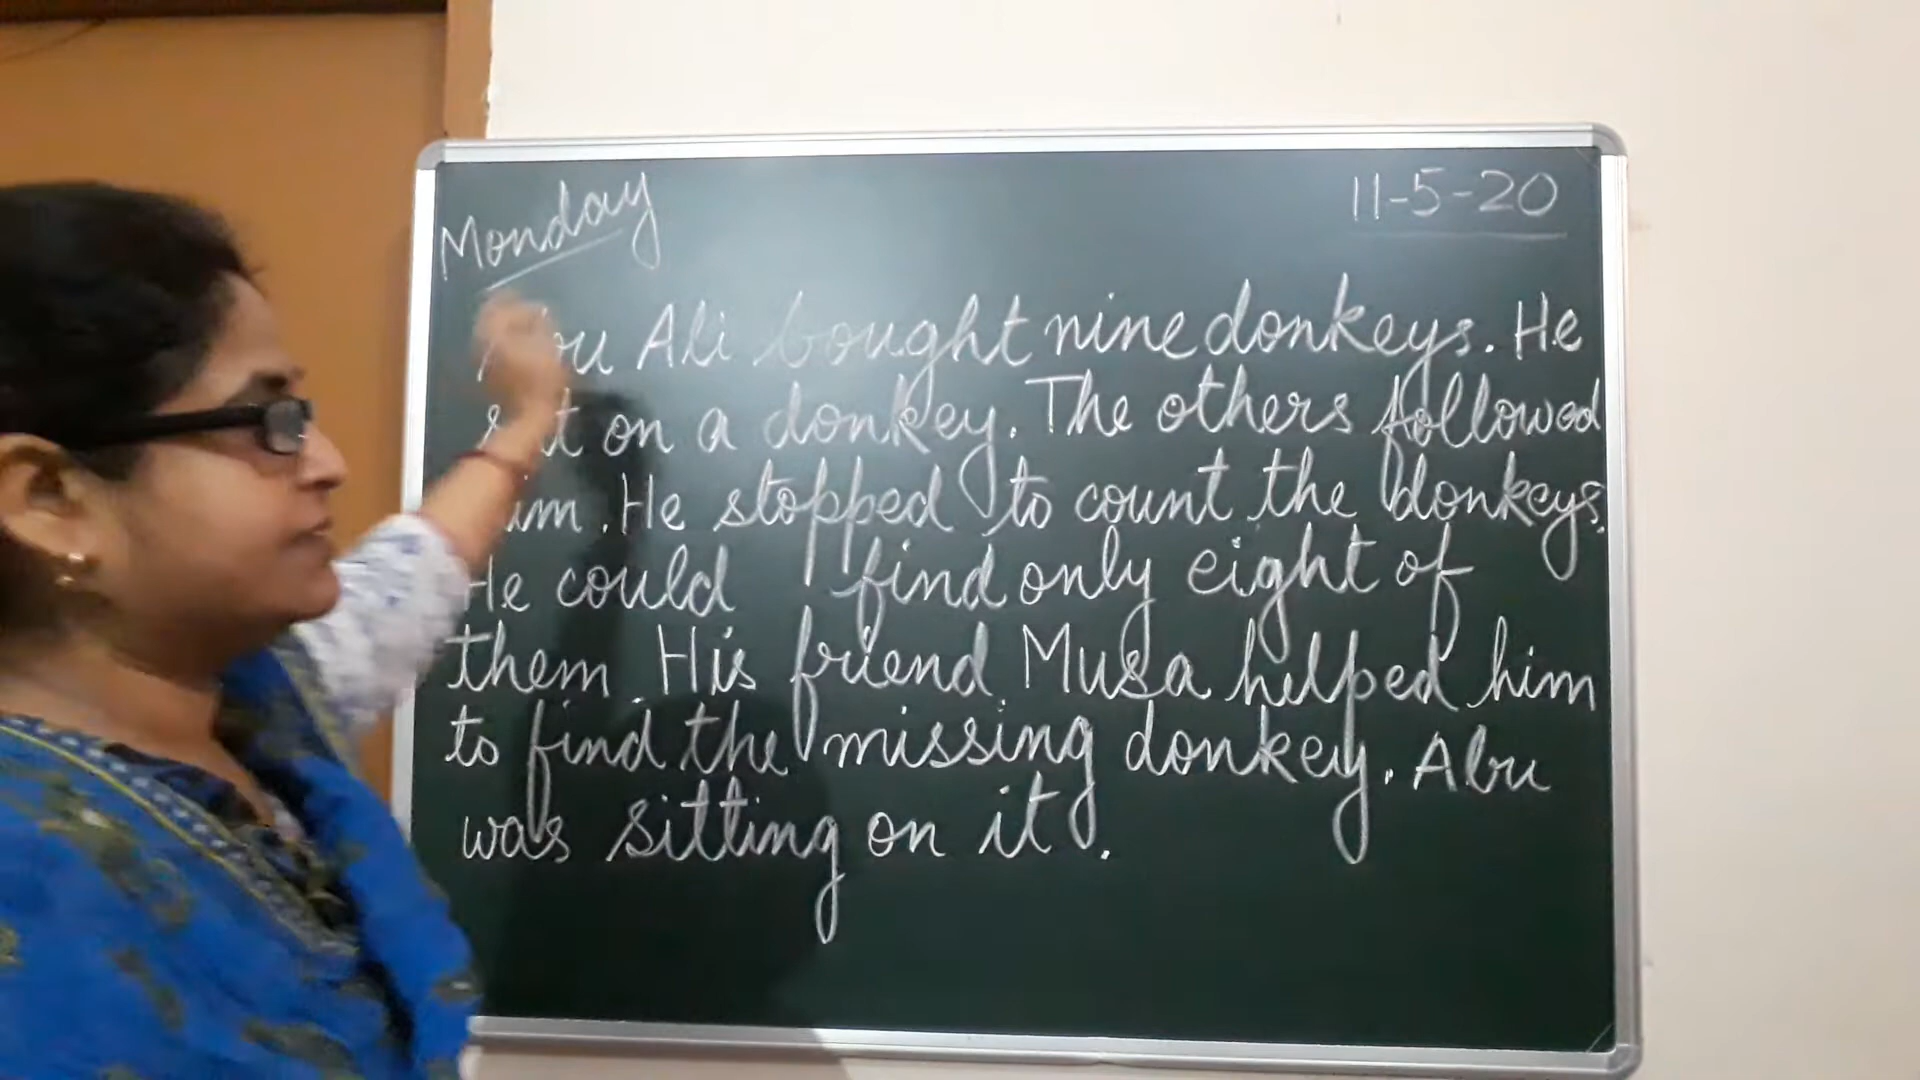 Monday
11-5-20
Ali bought nine donkeys. He
on a donkey. The others followed
him. He stopped to count the donkeys.
He could find only eight of
them. His friend Musa helped him
to find the missing donkey. Abu
was sitting on it.